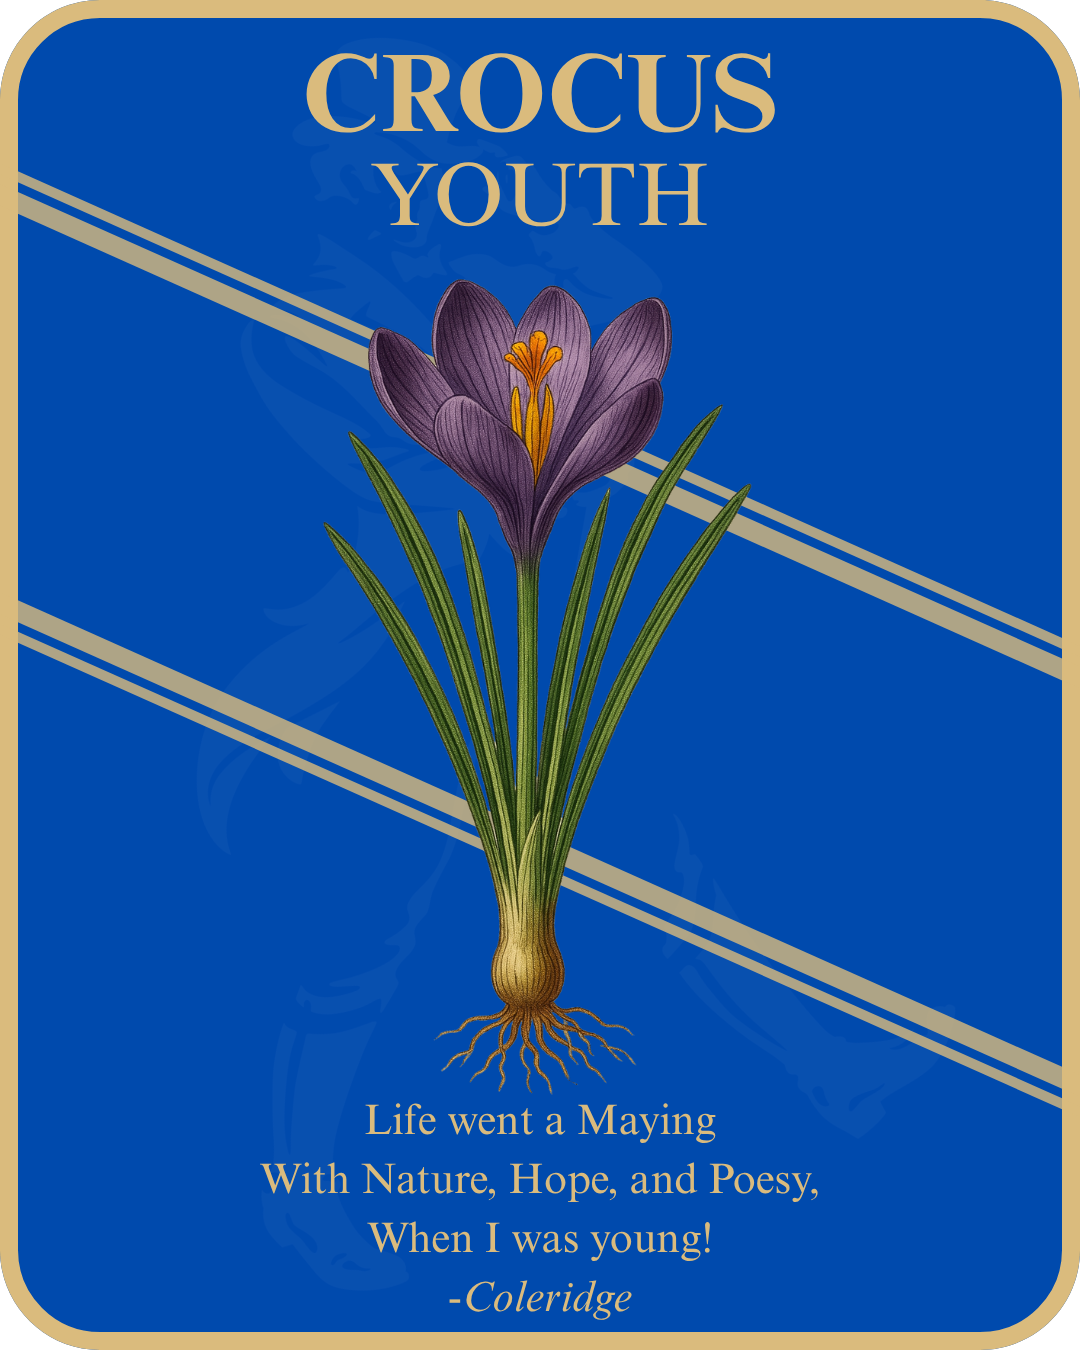 CROCUS
YOUTH
Life went a Maying
With Nature, Hope, and Poesy,
When I was young!
-Coleridge